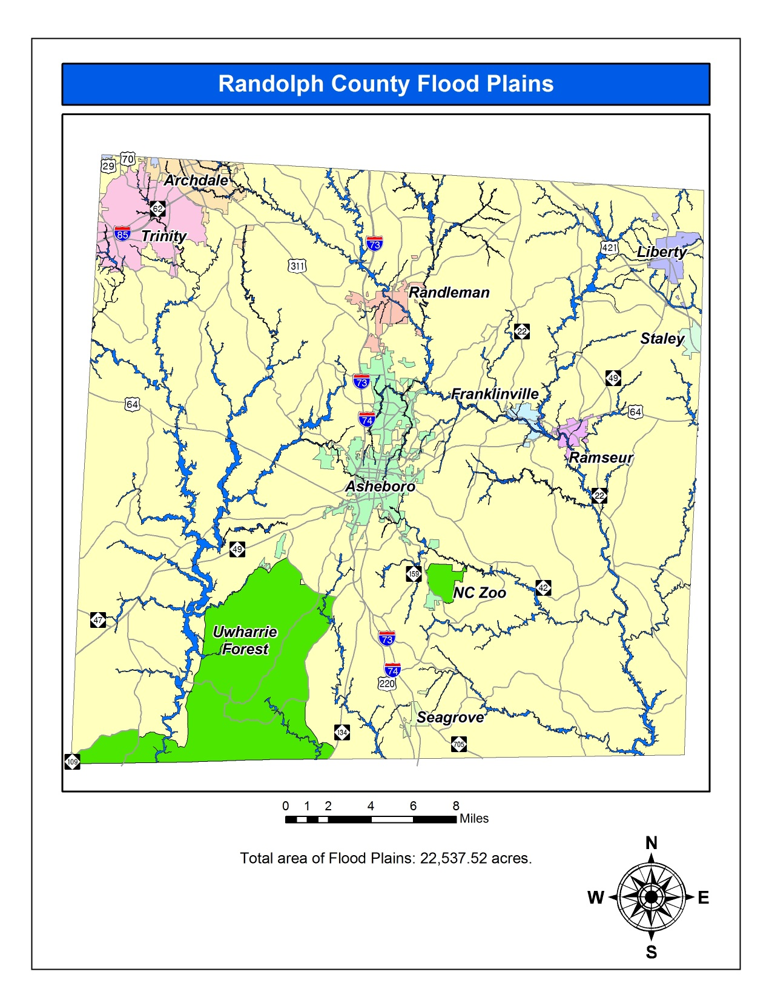 Randolph County Flood Plains
70
29
Archdale
62
85
Trinity
73
421
Liberty
311
Randleman
22
Staley
49
73
Franklinville
64
64
74
Ramseur
Asheboro
22
49
159
42
NC Zoo
47
Uwharrie
Forest
73
74
220
Seagrove
134
705
109
0 1 2 4 6 8
Miles
Total area of Flood Plains: 22,537.52 acres.
N
W E
S